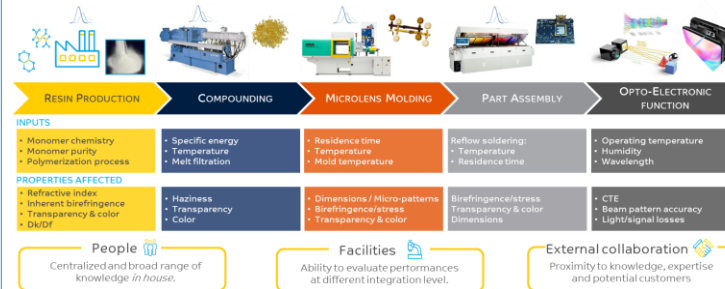 RESIN PRODUCTION
COMPOUNDING
MICROLENS MOLDING
PART ASSEMBLY
OPTO-ELECTRONIC
FUNCTION
INPUTS
• Monomer chemistry
• Monomer purity
• Polymerization process
• Specific energy
• Temperature
• Melt filtration
• Residence time
• Temperature
• Mold temperature
Reflow soldering:
• Temperature
• Residence time
• Operating temperature
• Humidity
• Wavelength
PROPERTIES AFFECTED
• Refractive index
• Inherent birefringence
• Transparency & color
• Dk/Df
• Haziness
• Transparency
• Color
• Dimensions / Micro-patterns
• Birefringence/stress
• Transparency & color
Birefringence/stress
Transparency & color
Dimensions
• CTE
• Beam pattern accuracy
• Light/signal losses
People
Centralized and broad range of
knowledge in house.
Facilities
Ability to evaluate performances
at different integration level.
External collaboration
Proximity to knowledge, expertise
and potential customers